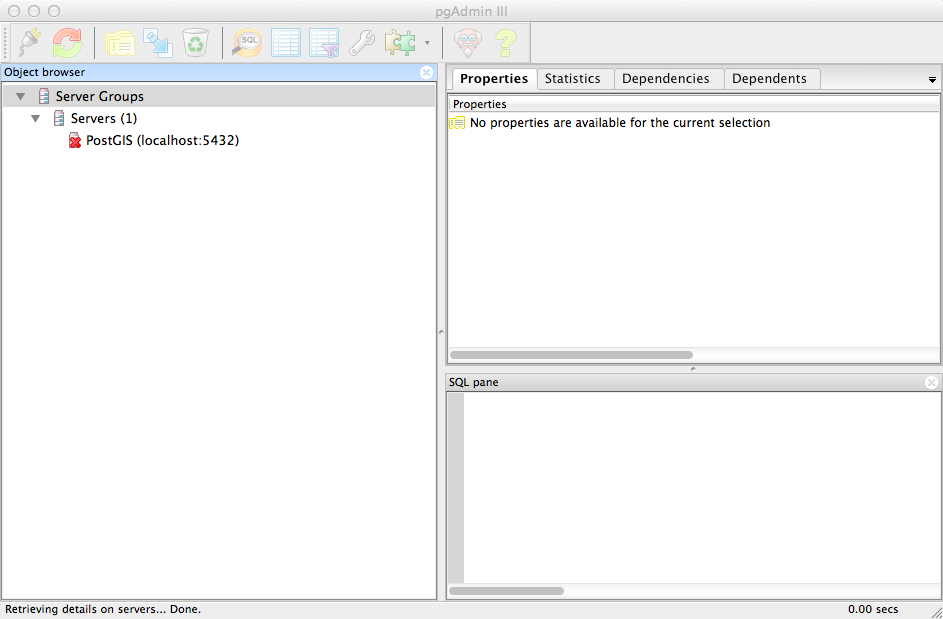 pgAdmin III
SQL
Object browser
Server Groups
Servers (1)
PostGIS (localhost:5432)
Properties Statistics Dependencies Dependents
Properties
No properties are available for the current selection
SQL pane
Retrieving details on servers... Done. 0.00 secs